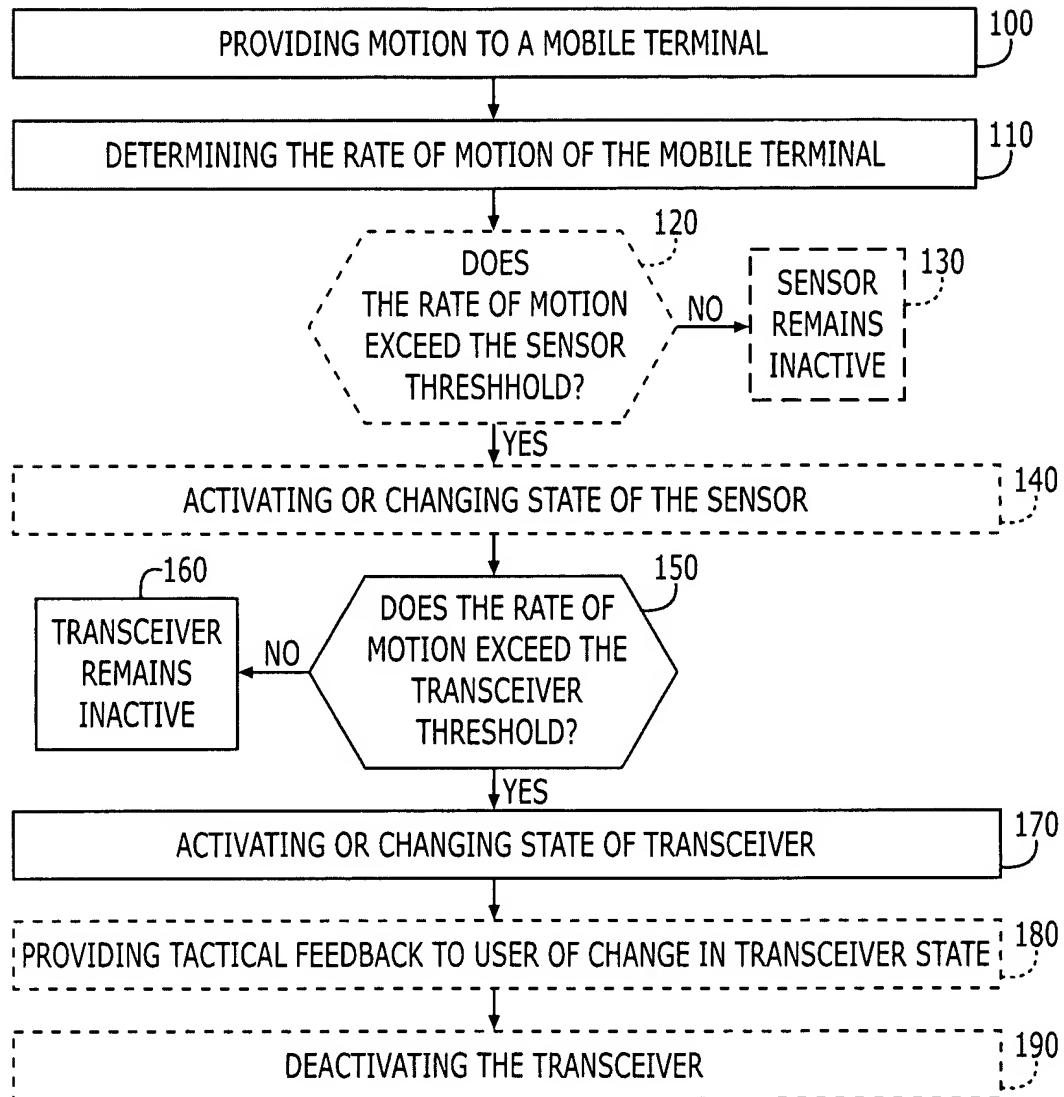 PROVIDING MOTION TO A MOBILE TERMINAL
100
DETERMINING THE RATE OF MOTION OF THE MOBILE TERMINAL
110
120
DOES
THE RATE OF MOTION
EXCEED THE SENSOR
THRESHHOLD?
NO
130
SENSOR
REMAINS
INACTIVE
YES
ACTIVATING OR CHANGING STATE OF THE SENSOR
140
150
DOES THE RATE OF
MOTION EXCEED THE
TRANSCEIVER
THRESHOLD?
NO
160
TRANSCEIVER
REMAINS
INACTIVE
YES
ACTIVATING OR CHANGING STATE OF TRANSCEIVER
170
PROVIDING TACTICAL FEEDBACK TO USER OF CHANGE IN TRANSCEIVER STATE
180
DEACTIVATING THE TRANSCEIVER
190